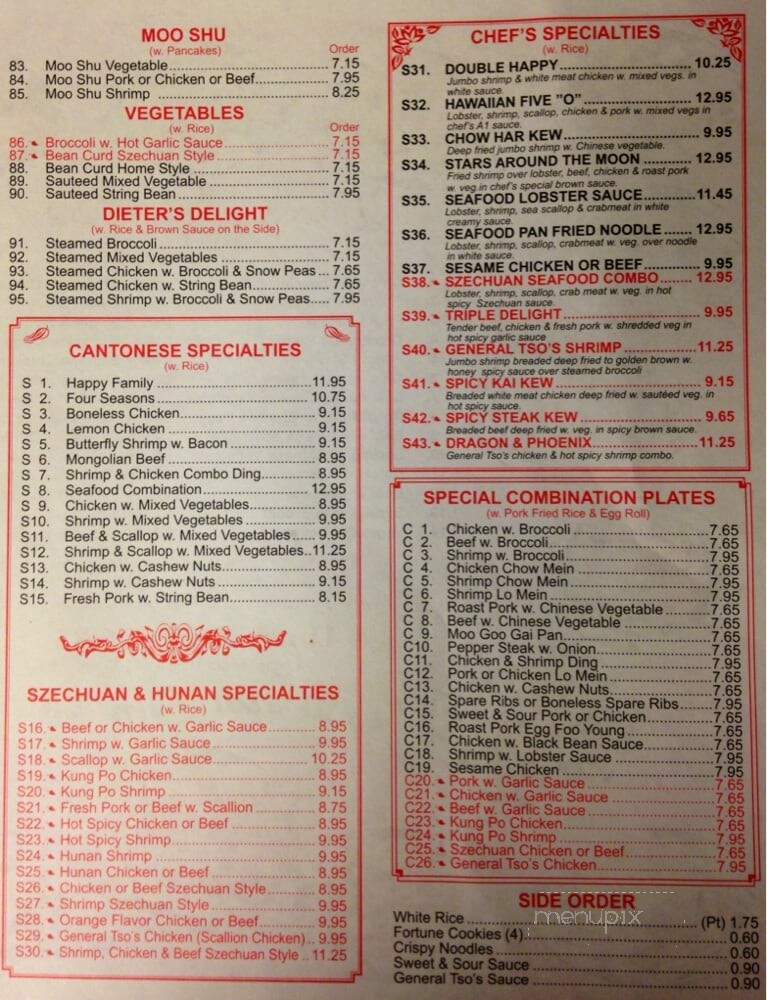 MOO SHU
(w. Pancakes)
Order
83. Moo Shu Vegetable 7.15
84. Moo Shu Pork or Chicken or Beef 7.95
85. Moo Shu Shrimp 8.25
VEGETABLES
(w. Rice)
Order
86. Broccoli w. Hot Garlic Sauce 7.15
87. Bean Curd Szechuan Style 7.15
88. Bean Curd Home Style 7.15
89. Sauteed Mixed Vegetable 7.15
90. Sauteed String Bean 7.95
DIETER'S DELIGHT
(w. Rice & Brown Sauce on the Side)
91. Steamed Broccoli 7.15
92. Steamed Mixed Vegetables 7.15
93. Steamed Chicken w. Broccoli & Snow Peas 7.65
94. Steamed Chicken w. String Bean 7.65
95. Steamed Shrimp w. Broccoli & Snow Peas 7.95
CANTONESE SPECIALTIES
(w. Rice)
S 1. Happy Family 11.95
S 2. Four Seasons 10.75
S 3. Boneless Chicken 9.15
S 4. Lemon Chicken 9.15
S 5. Butterfly Shrimp w. Bacon 9.15
S 6. Mongolian Beef 8.95
S 7. Shrimp & Chicken Combo Ding 8.95
S 8. Seafood Combination 12.95
S 9. Chicken w. Mixed Vegetables 8.95
S10. Shrimp w. Mixed Vegetables 9.95
S11. Beef & Scallop w. Mixed Vegetables 9.95
S12. Shrimp & Scallop w. Mixed Vegetables 11.25
S13. Chicken w. Cashew Nuts 8.95
S14. Shrimp w. Cashew Nuts 9.15
S15. Fresh Pork w. String Bean 8.15
SZECHUAN & HUNAN SPECIALTIES
(w. Rice)
S16. Beef or Chicken w. Garlic Sauce 8.95
S17. Shrimp w. Garlic Sauce 9.95
S18. Scallop w. Garlic Sauce 10.25
S19. Kung Po Chicken 8.95
S20. Kung Po Shrimp 9.15
S21. Fresh Pork or Beef w. Scallion 8.75
S22. Hot Spicy Chicken or Beef 8.95
S23. Hot Spicy Shrimp 9.95
S24. Hunan Shrimp 9.95
S25. Hunan Chicken or Beef 8.95
S26. Chicken or Beef Szechuan Style 8.95
S27. Shrimp Szechuan Style 9.95
S28. Orange Flavor Chicken or Beef 9.95
S29. General Tso's Chicken (Scallion Chicken) 9.95
S30. Shrimp, Chicken & Beef Szechuan Style 11.25
CHEF'S SPECIALTIES
(w. Rice)
S31. DOUBLE HAPPY 10.25
Jumbo shrimp & white meat chicken w. mixed vegs. in
white sauce.
S32. HAWAIIAN FIVE "O" 12.95
Lobster, shrimp, scallop, chicken & pork w. mixed vegs in
chef's A1 sauce.
S33. CHOW HAR KEW 9.95
Deep fried jumbo shrimp w. Chinese vegetable.
S34. STARS AROUND THE MOON 12.95
Fried shrimp over lobster, beef, chicken & roast pork
w. veg in chef's special brown sauce.
S35. SEAFOOD LOBSTER SAUCE 11.45
Lobster, shrimp, sea scallop & crabmeat in white
creamy sauce.
S36. SEAFOOD PAN FRIED NOODLE 12.95
Lobster, shrimp, scallop, crabmeat w. veg. over noodle
in white sauce.
S37. SESAME CHICKEN OR BEEF 9.95
S38. SZECHUAN SEAFOOD COMBO 12.95
Lobster, shrimp, scallop, crab meat w. veg. in hot
spicy Szechuan sauce.
S39. TRIPLE DELIGHT 9.95
Tender beef, chicken & fresh pork w. shredded veg in
hot spicy garlic sauce
S40. GENERAL TSO'S SHRIMP 11.25
Jumbo shrimp breaded deep fried to golden brown w.
honey spicy sauce over steamed broccoli
S41. SPICY KAI KEW 9.15
Breaded white meat chicken deep fried w. sautéed veg. in
hot spicy sauce.
S42. SPICY STEAK KEW 9.65
Breaded beef deep fried w. veg. in spicy brown sauce.
S43. DRAGON & PHOENIX 11.25
General Tso's chicken & hot spicy shrimp combo.
SPECIAL COMBINATION PLATES
(w. Pork Fried Rice & Egg Roll)
C 1. Chicken w. Broccoli 7.65
C 2. Beef w. Broccoli 7.65
C 3. Shrimp w. Broccoli 7.95
C 4. Chicken Chow Mein 7.65
C 5. Shrimp Chow Mein 7.95
C 6. Shrimp Lo Mein 7.95
C 7. Roast Pork w. Chinese Vegetable 7.65
C 8. Beef w. Chinese Vegetable 7.65
C 9. Moo Goo Gai Pan 7.65
C10. Pepper Steak w. Onion 7.65
C11. Chicken & Shrimp Ding 7.95
C12. Pork or Chicken Lo Mein 7.65
C13. Chicken w. Cashew Nuts 7.65
C14. Spare Ribs or Boneless Spare Ribs 7.95
C15. Sweet & Sour Pork or Chicken 7.65
C16. Roast Pork Egg Foo Young 7.65
C17. Chicken w. Black Bean Sauce 7.65
C18. Shrimp w. Lobster Sauce 7.95
C19. Sesame Chicken 7.95
C20. Pork w. Garlic Sauce 7.65
C21. Chicken w. Garlic Sauce 7.65
C22. Beef w. Garlic Sauce 7.65
C23. Kung Po Chicken 7.65
C24. Kung Po Shrimp 7.95
C25. Szechuan Chicken or Beef 7.65
C26. General Tso's Chicken 7.95
SIDE ORDER
White Rice (Pt) 1.75
Fortune Cookies (4) 0.60
Crispy Noodles 0.60
Sweet & Sour Sauce 0.90
General Tso's Sauce 0.90
menupix